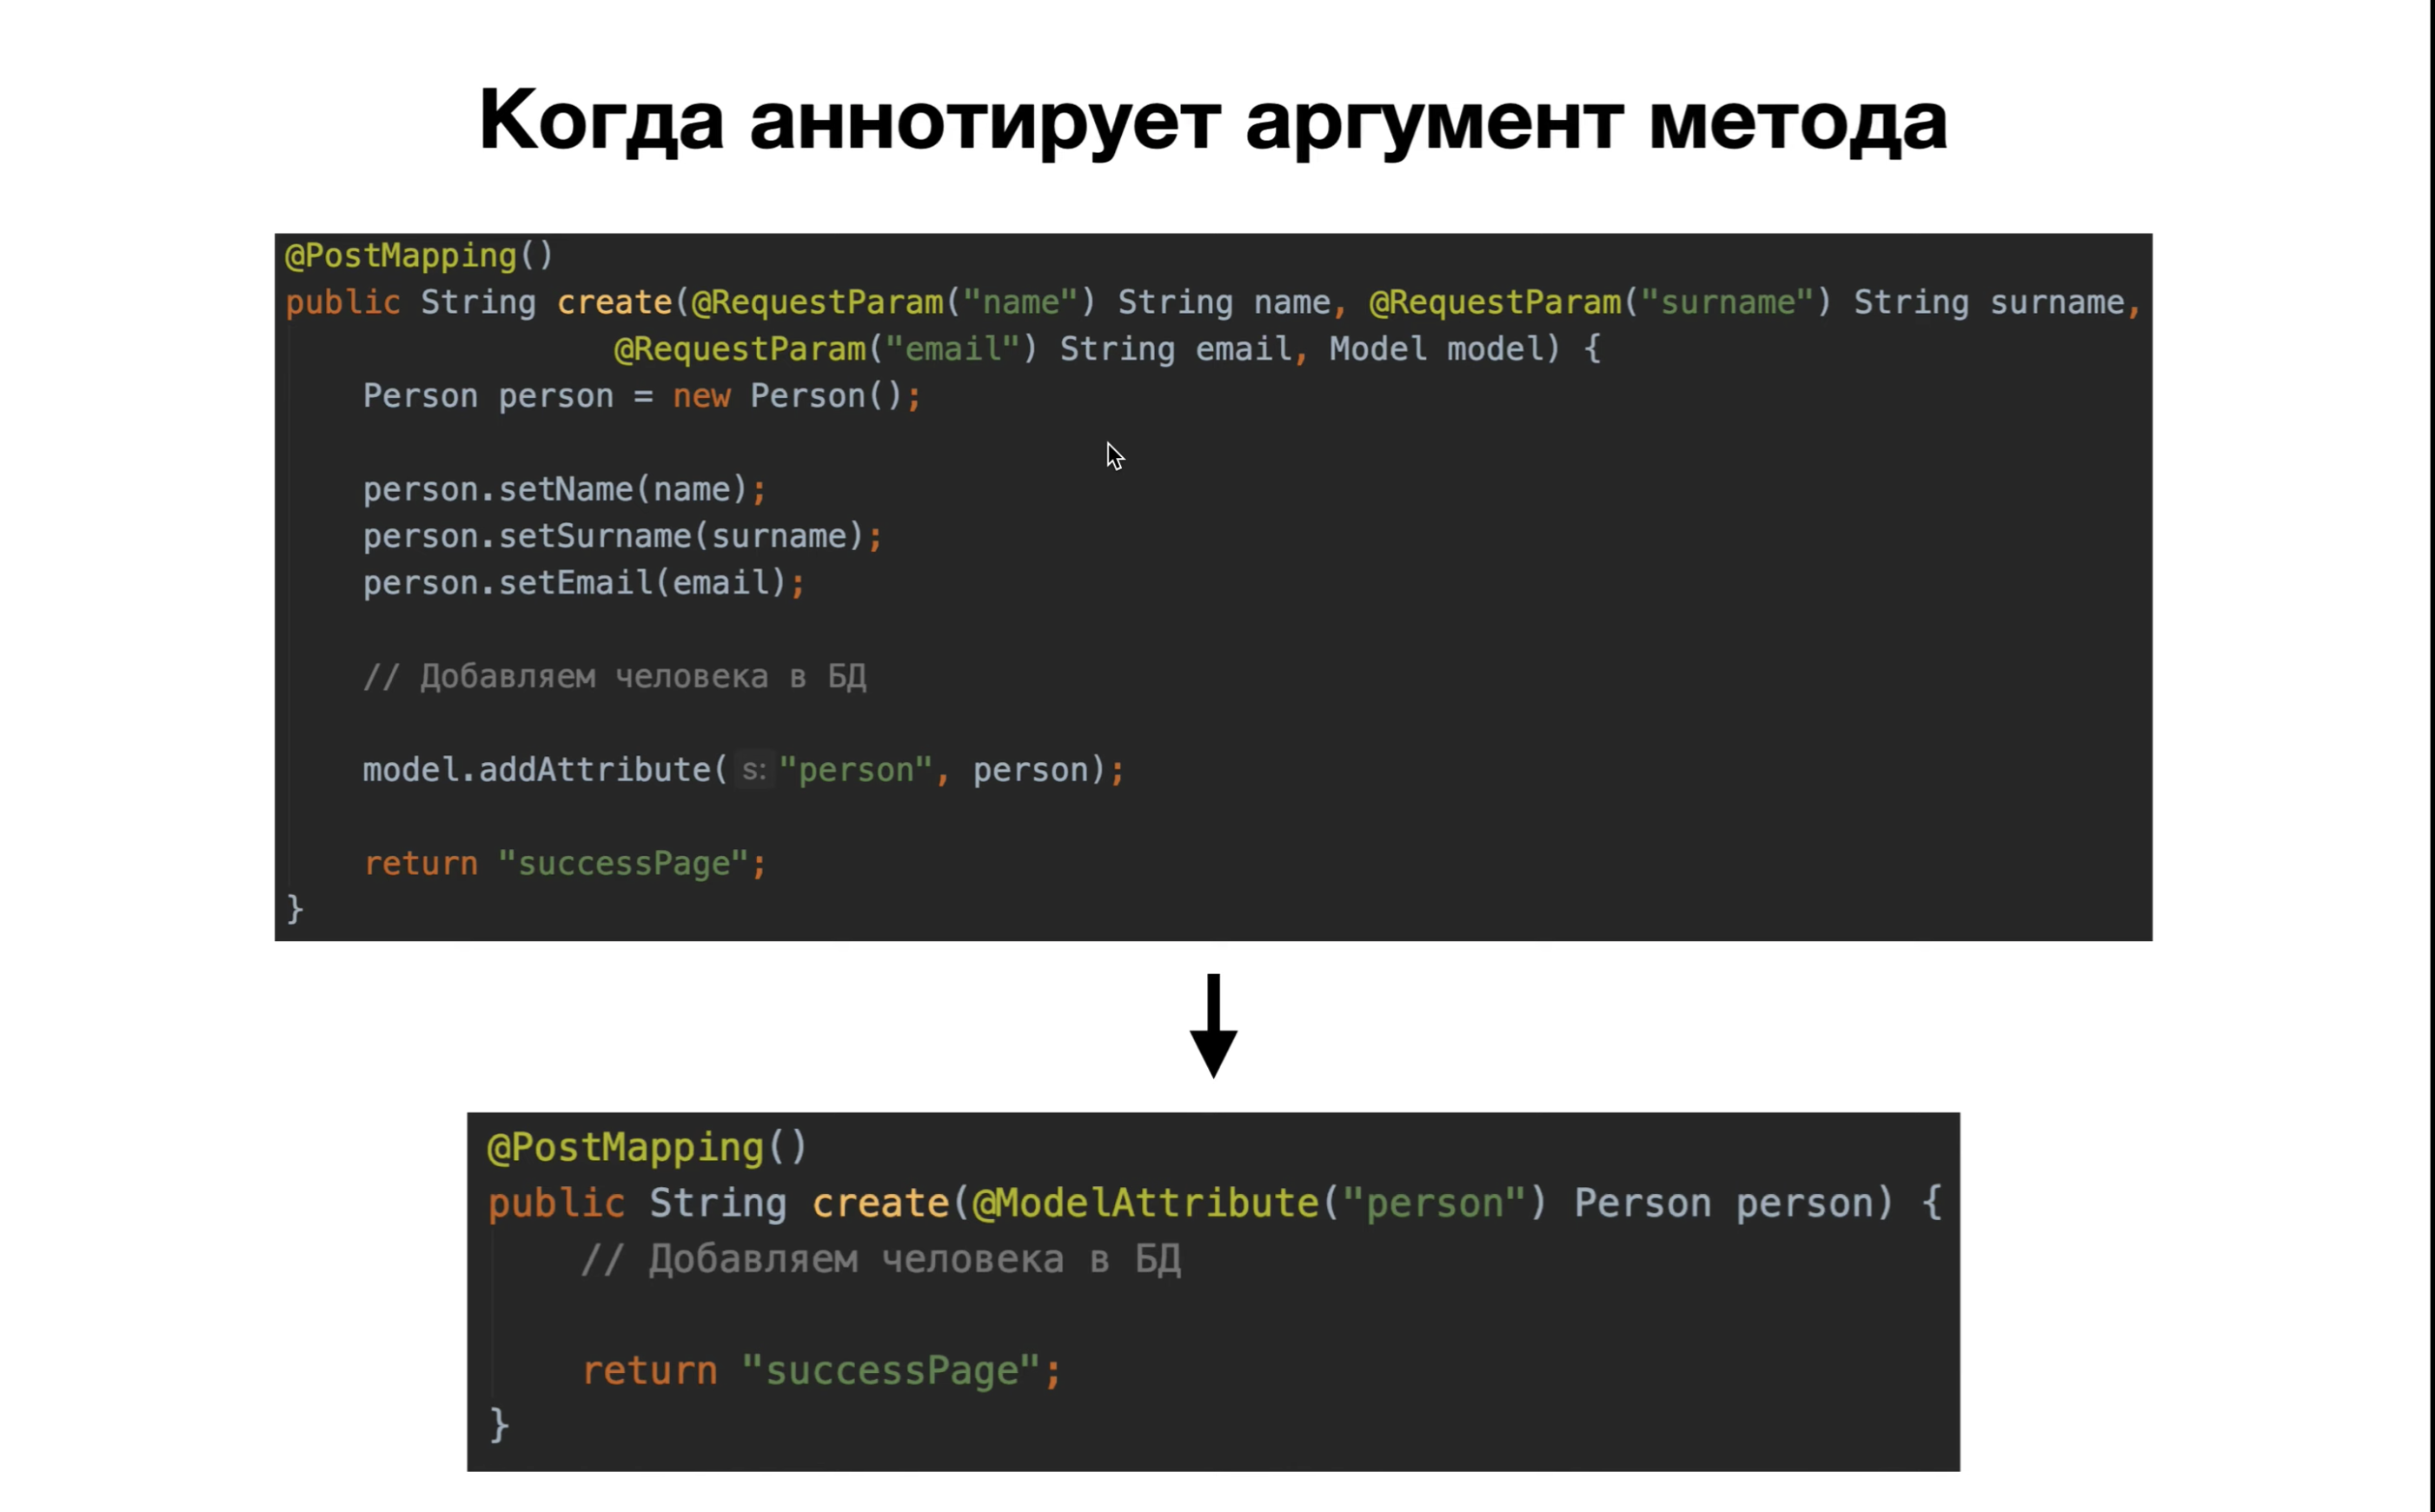 Когда аннотирует аргумент метода
@PostMapping()
public String create(@RequestParam("name") String name, @RequestParam("surname") String surname,
@RequestParam("email") String email, Model model) {
Person person = new Person();
person.setName(name);
person.setSurname(surname);
person.setEmail(email);
// Добавляем человека в БД
model.addAttribute( s: "person", person);
return "successPage";
}
@PostMapping()
public String create(@ModelAttribute("person") Person person) {
// Добавляем человека в БД
return "successPage";
}